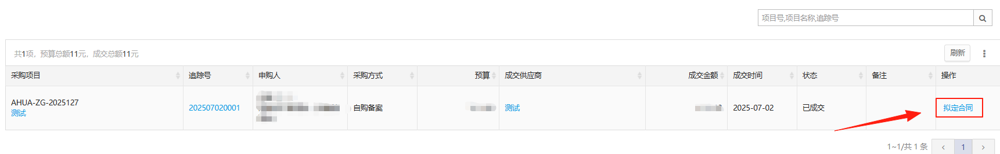 项目号,项目名称,追踪号
共1项，预算总额11元，成交总额11元
刷新
采购项目 追踪号 申购人 采购方式 预算 成交供应商 成交金额 成交时间 状态 备注 操作
AHUA-ZG-2025127
测试 202507020001 自购备案 测试 2025-07-02 已成交 拟定合同
1~1/共 1 条 1